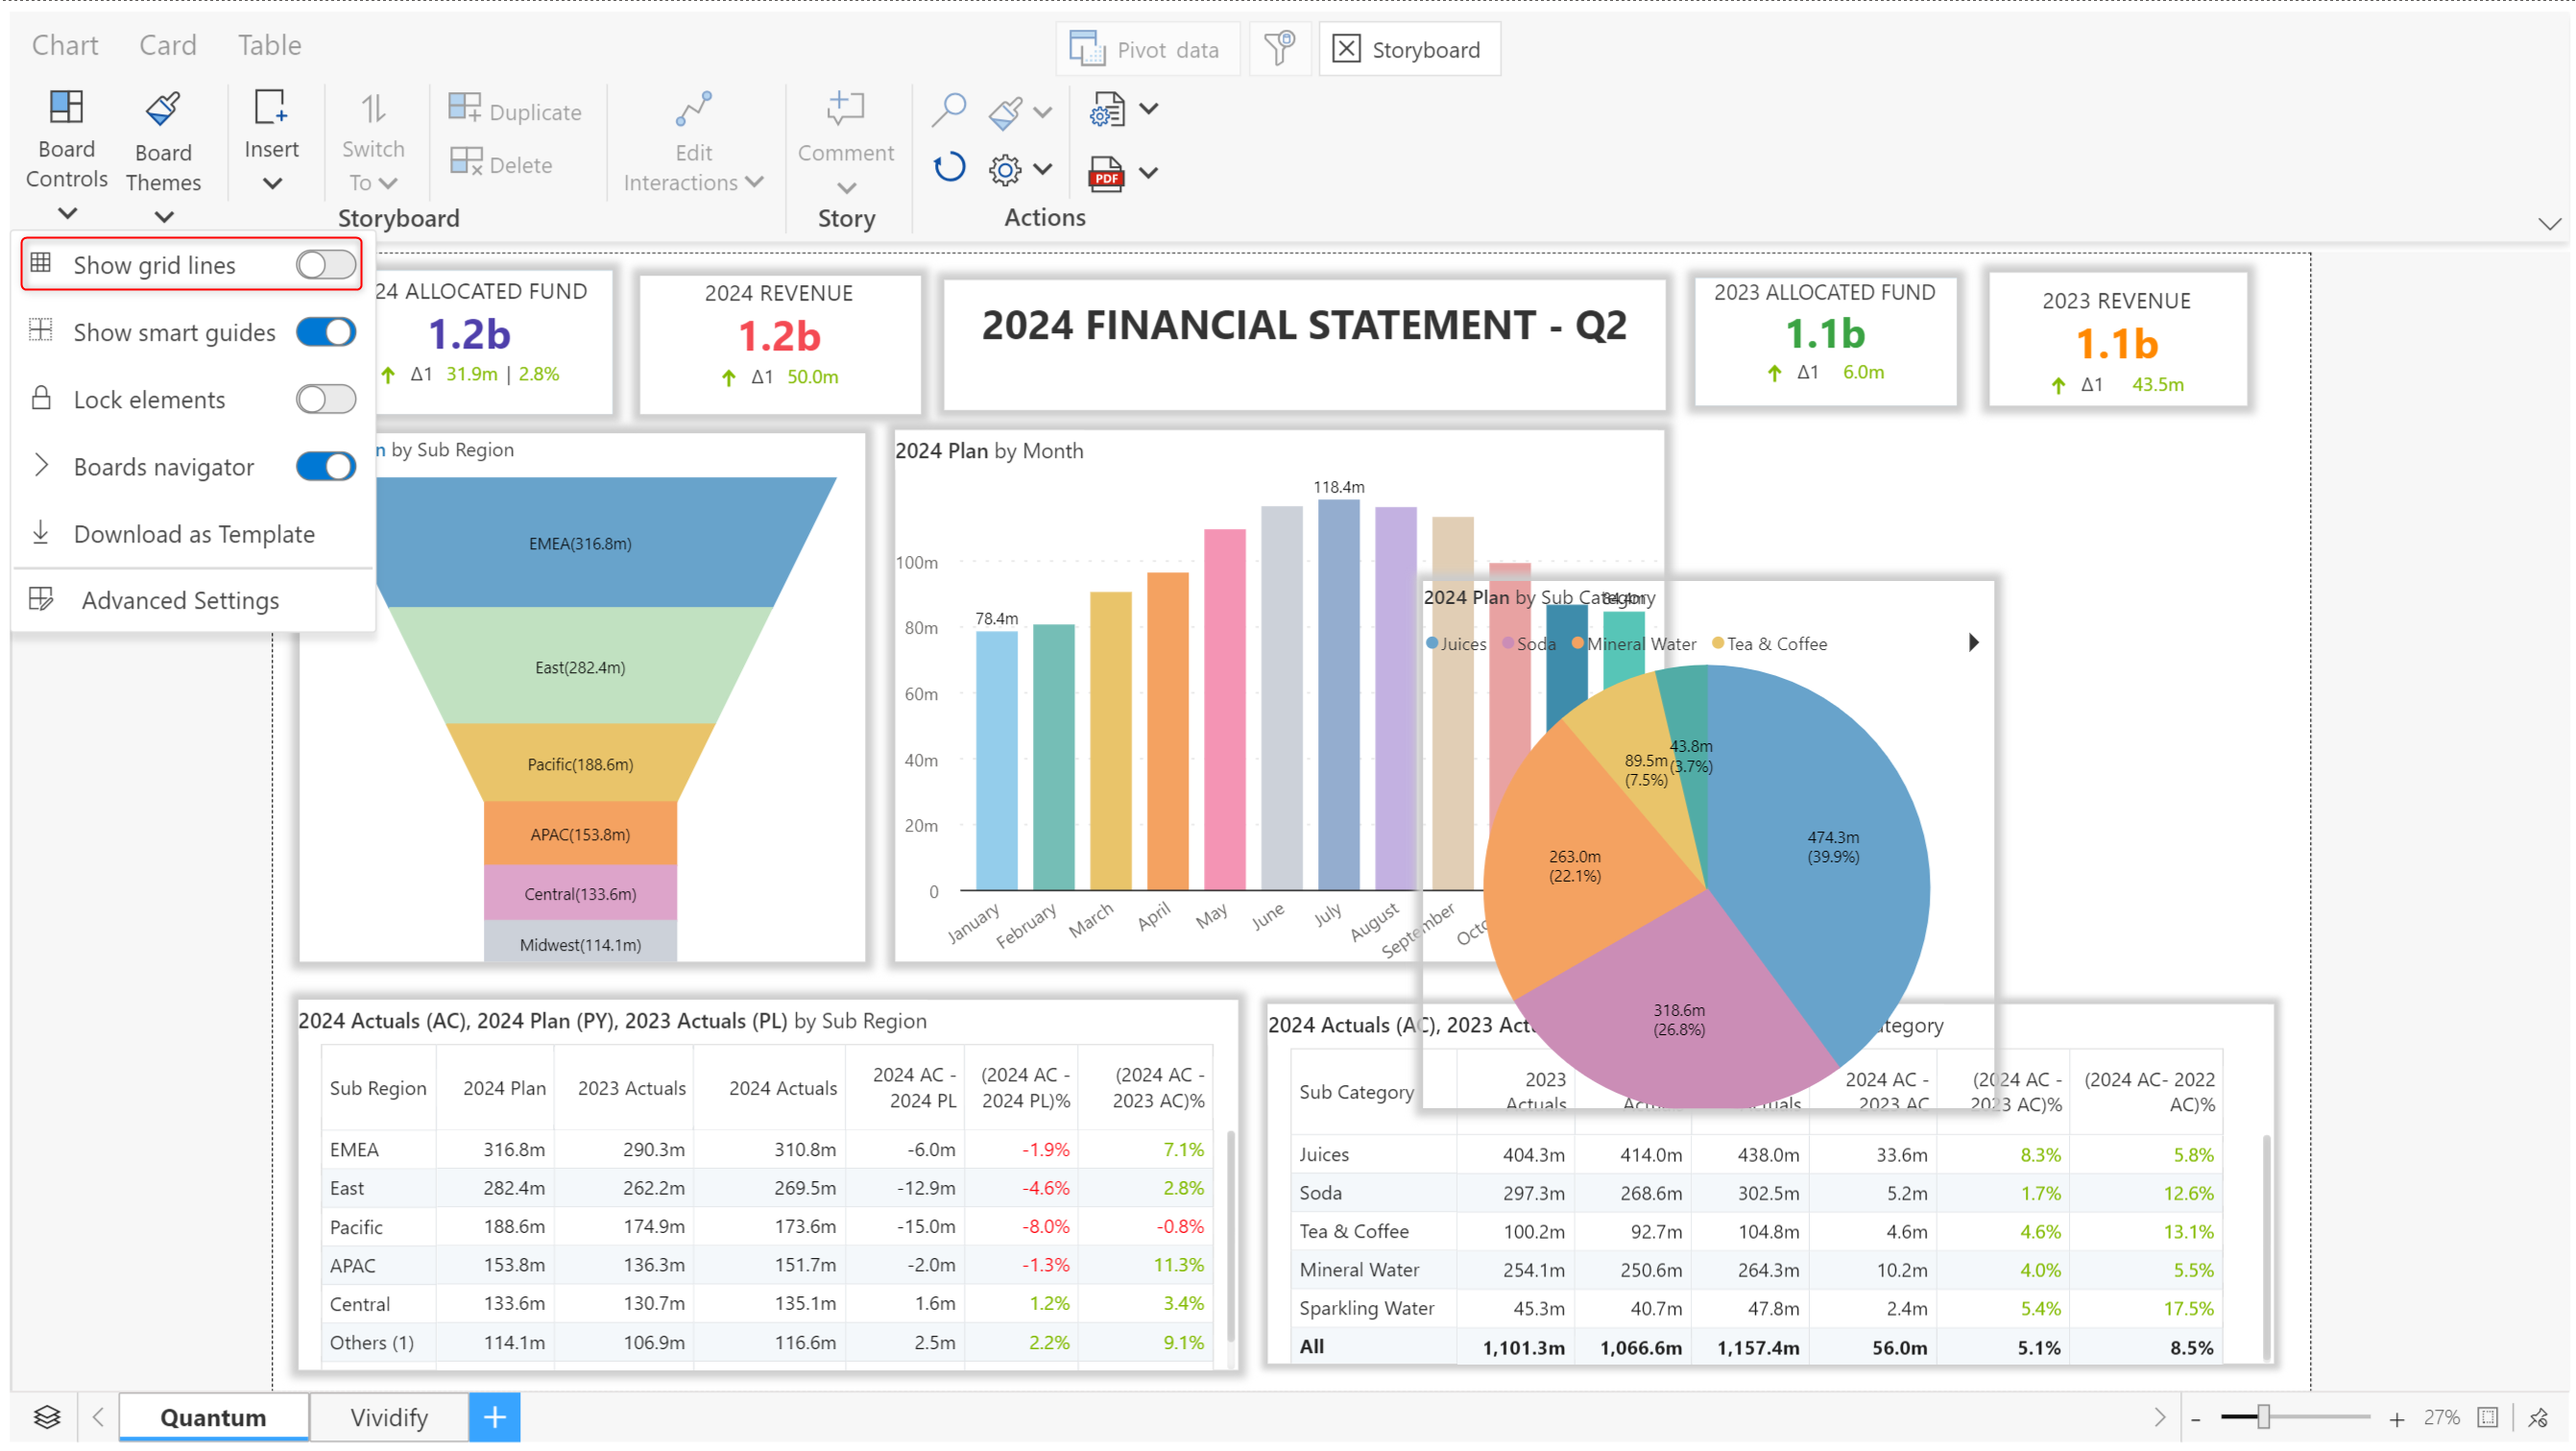 Chart Card Table
Pivot data
Storyboard
Board Controls
Board Themes
Insert
Switch To
Duplicate
Delete
Edit Interactions
Comment
PDF
Storyboard
Story
Actions
Show grid lines
Show smart guides
Lock elements
Boards navigator
Download as Template
Advanced Settings
24 ALLOCATED FUND
1.2b
Δ1 31.9m | 2.8%
2024 REVENUE
1.2b
Δ1 50.0m
2024 FINANCIAL STATEMENT - Q2
2023 ALLOCATED FUND
1.1b
Δ1 6.0m
2023 REVENUE
1.1b
Δ1 43.5m
n by Sub Region
EMEA(316.8m)
East(282.4m)
Pacific(188.6m)
APAC(153.8m)
Central(133.6m)
Midwest(114.1m)
2024 Plan by Month
118.4m
78.4m
100m
80m
60m
40m
20m
0
January February March April May June July August September Octo
2024 Plan by Sub Category
Juices Soda Mineral Water Tea & Coffee
43.8m
(3.7%)
89.5m
(7.5%)
474.3m
(39.9%)
263.0m
(22.1%)
318.6m
(26.8%)
2024 Actuals (AC), 2024 Plan (PY), 2023 Actuals (PL) by Sub Region
Sub Region 2024 Plan 2023 Actuals 2024 Actuals 2024 AC - 2024 PL (2024 AC - 2024 PL)% (2024 AC - 2023 AC)%
EMEA 316.8m 290.3m 310.8m -6.0m -1.9% 7.1%
East 282.4m 262.2m 269.5m -12.9m -4.6% 2.8%
Pacific 188.6m 174.9m 173.6m -15.0m -8.0% -0.8%
APAC 153.8m 136.3m 151.7m -2.0m -1.3% 11.3%
Central 133.6m 130.7m 135.1m 1.6m 1.2% 3.4%
Others (1) 114.1m 106.9m 116.6m 2.5m 2.2% 9.1%
2024 Actuals (AC), 2023 Act tegory
Sub Category 2023 Actuals 2024 AC - 2023 AC (2024 AC - 2023 AC)% (2024 AC- 2022 AC)%
Juices 404.3m 414.0m 438.0m 33.6m 8.3% 5.8%
Soda 297.3m 268.6m 302.5m 5.2m 1.7% 12.6%
Tea & Coffee 100.2m 92.7m 104.8m 4.6m 4.6% 13.1%
Mineral Water 254.1m 250.6m 264.3m 10.2m 4.0% 5.5%
Sparkling Water 45.3m 40.7m 47.8m 2.4m 5.4% 17.5%
All 1,101.3m 1,066.6m 1,157.4m 56.0m 5.1% 8.5%
Quantum
Vividify
+
- + 27%